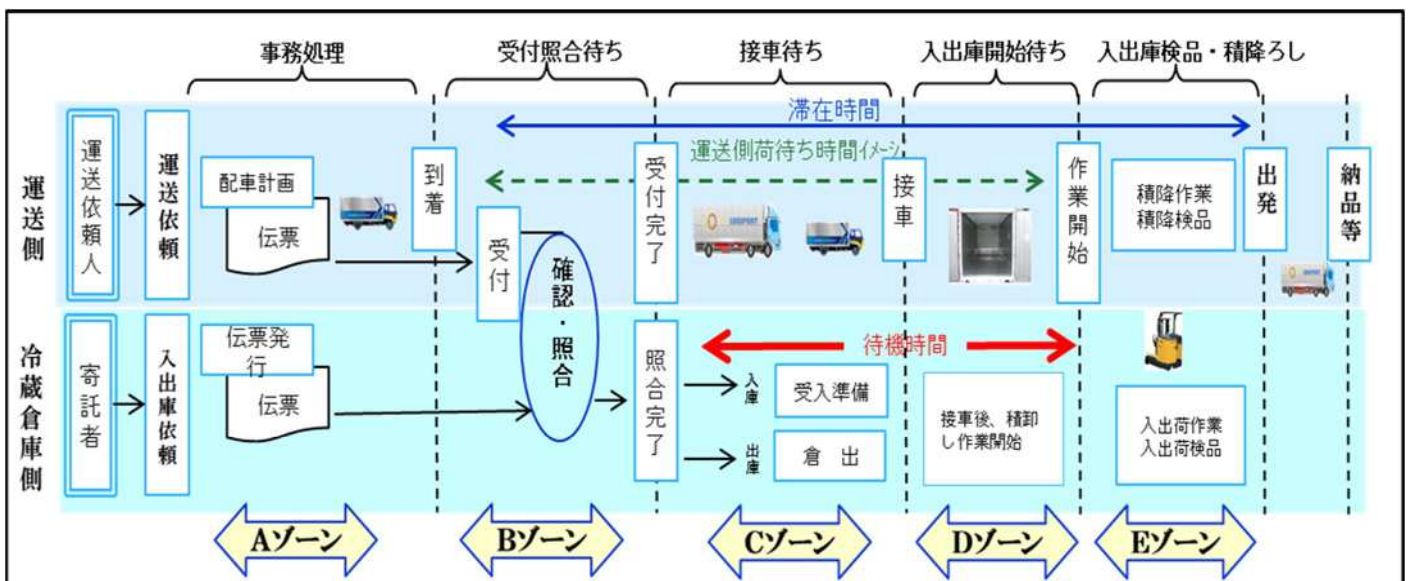 事務処理
受付照合待ち
接車待ち
入出庫開始待ち
入出庫検品・積降ろし
運送側
運送依頼人
運送依頼
配車計画
伝票
到着
受付
確認・照合
受付完了
滞在時間
運送側荷待ち時間イメージ
接車
作業開始
積降作業
積降検品
出発
納品等
冷蔵倉庫側
寄託者
入出庫依頼
伝票発
行
伝票
照合完了
待機時間
入庫
受入準備
出庫
倉 出
接車後、積卸
し作業開始
入出荷作業
入出荷検品
Aゾーン
Bゾーン
Cゾーン
Dゾーン
Eゾーン